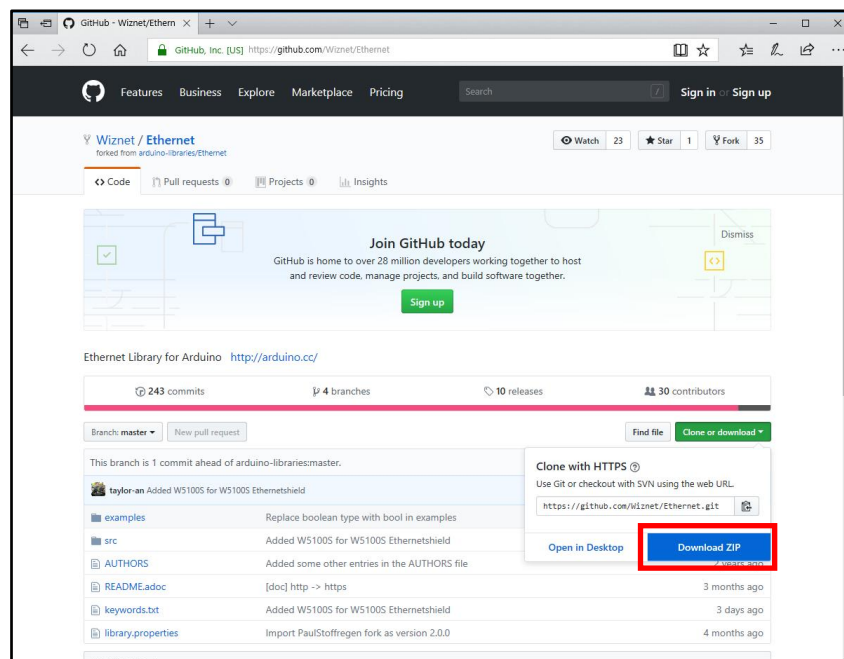 GitHub - Wiznet/Ethern
GitHub, Inc. [US] https://github.com/Wiznet/Ethernet
Features Business Explore Marketplace Pricing Search / Sign in or Sign up
Wiznet / Ethernet
forked from arduino-libraries/Ethernet
Watch 23 Star 1 Fork 35
<> Code Pull requests 0 Projects 0 Insights
Join GitHub today
Dismiss
GitHub is home to over 28 million developers working together to host
and review code, manage projects, and build software together.
Sign up
Ethernet Library for Arduino http://arduino.cc/
243 commits 4 branches 10 releases 30 contributors
Branch: master New pull request Find file Clone or download
This branch is 1 commit ahead of arduino-libraries:master.
taylor-an Added W5100S for W5100S Ethernetshield
Clone with HTTPS ?
Use Git or checkout with SVN using the web URL.
https://github.com/Wiznet/Ethernet.git
Open in Desktop Download ZIP
examples Replace boolean type with bool in examples
src Added W5100S for W5100S Ethernetshield
AUTHORS Added some other entries in the AUTHORS file 2 years ago
README.adoc [doc] http -> https 3 months ago
keywords.txt Added W5100S for W5100S Ethernetshield 3 days ago
library.properties Import PaulStoffregen fork as version 2.0.0 4 months ago